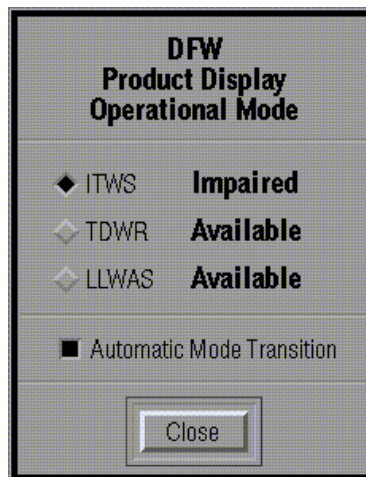 DFW
Product Display
Operational Mode
ITWS Impaired
TDWR Available
LLWAS Available
Automatic Mode Transition
Close